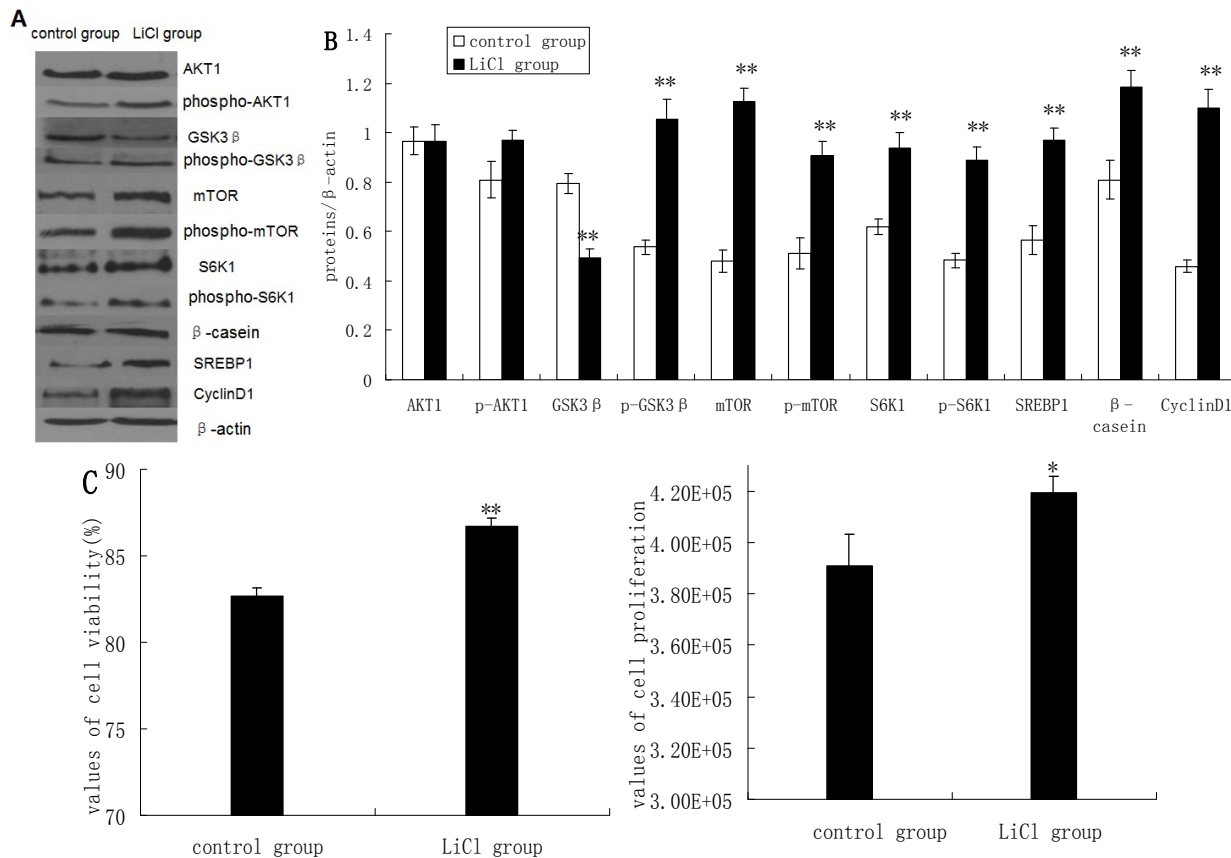 A
control group LiCl group
AKT1
phospho-AKT1
GSK3β
phospho-GSK3β
mTOR
phospho-mTOR
S6K1
phospho-S6K1
β-casein
SREBP1
CyclinD1
β-actin
B
control group
LiCl group
proteins/β-actin
1.4
1.2
1
0.8
0.6
0.4
0.2
0
** ** ** ** ** ** ** ** **
AKT1 p-AKT1 GSK3β p-GSK3β mTOR p-mTOR S6K1 p-S6K1 SREBP1 β- CyclinD1
casein
C
values of cell viability(%)
90
85
80
75
70
**
control group LiCl group
values of cell proliferation
4.20E+05
4.00E+05
3.80E+05
3.60E+05
3.40E+05
3.20E+05
3.00E+05
*
control group LiCl group